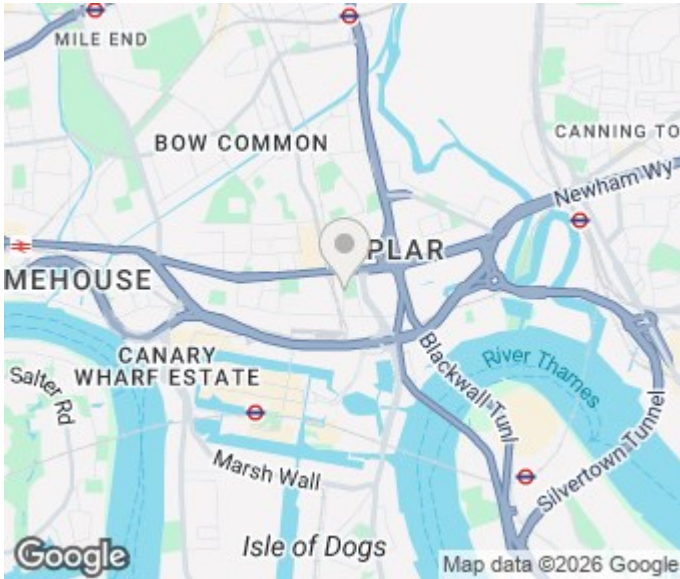 MILE END
BOW COMMON
CANNING TO
Newham Wy
PLAR
MEHOUSE
CANARY
WHARF ESTATE
Salter Rd
Blackwall Tunl
River Thames
Silvertown Tunnel
Marsh Wall
Isle of Dogs
Google
Map data ©2026 Google